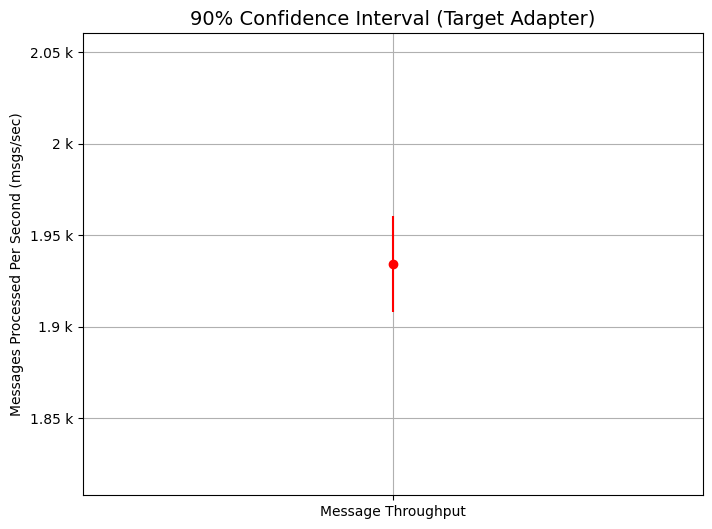 90% Confidence Interval (Target Adapter)
Messages Processed Per Second (msgs/sec)
2.05 k
2 k
1.95 k
1.9 k
1.85 k
Message Throughput